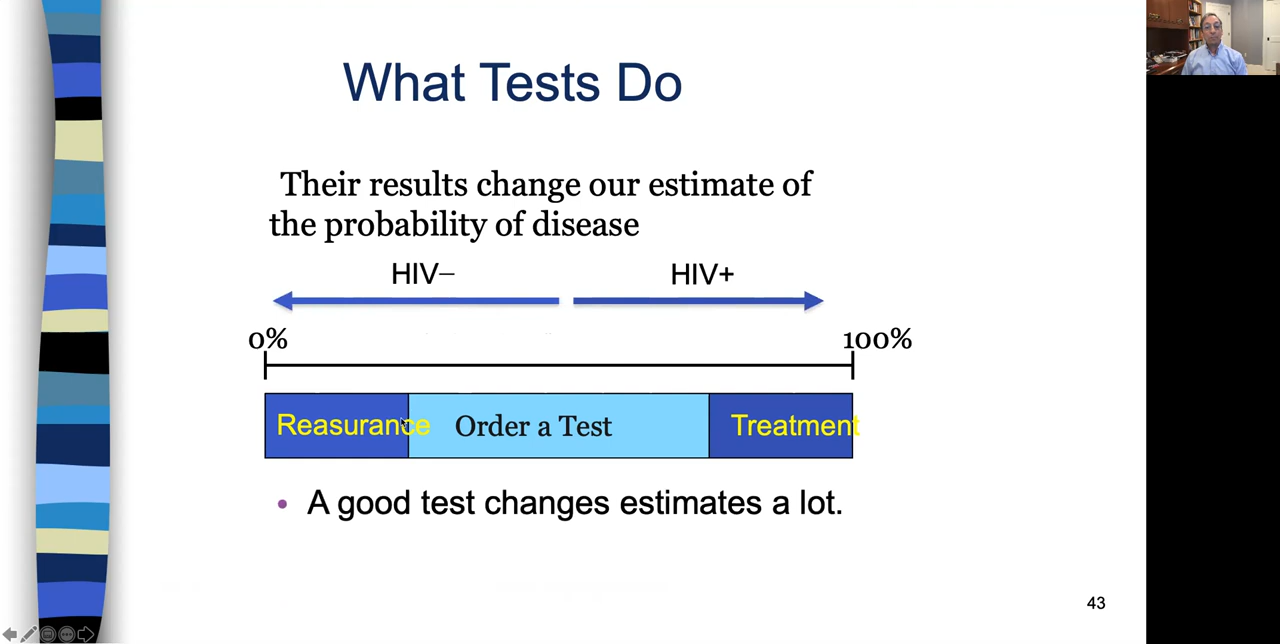 What Tests Do
Their results change our estimate of
the probability of disease
HIV– HIV+
0% 100%
Reasurance Order a Test Treatment
• A good test changes estimates a lot.
43